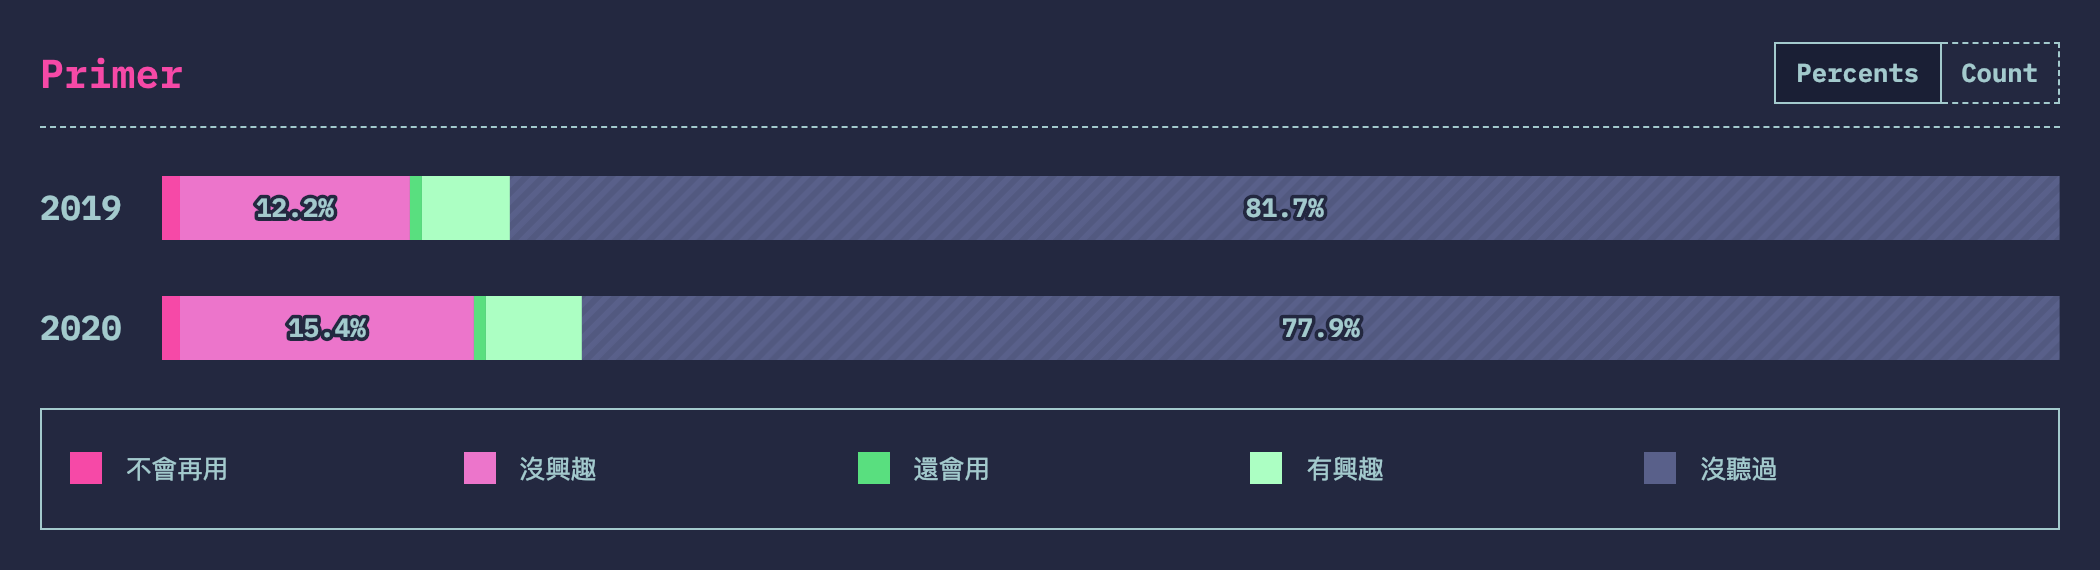 Primer
Percents Count
2019 12.2% 81.7%
2020 15.4% 77.9%
不會再用 沒興趣 還會用 有興趣 沒聽過